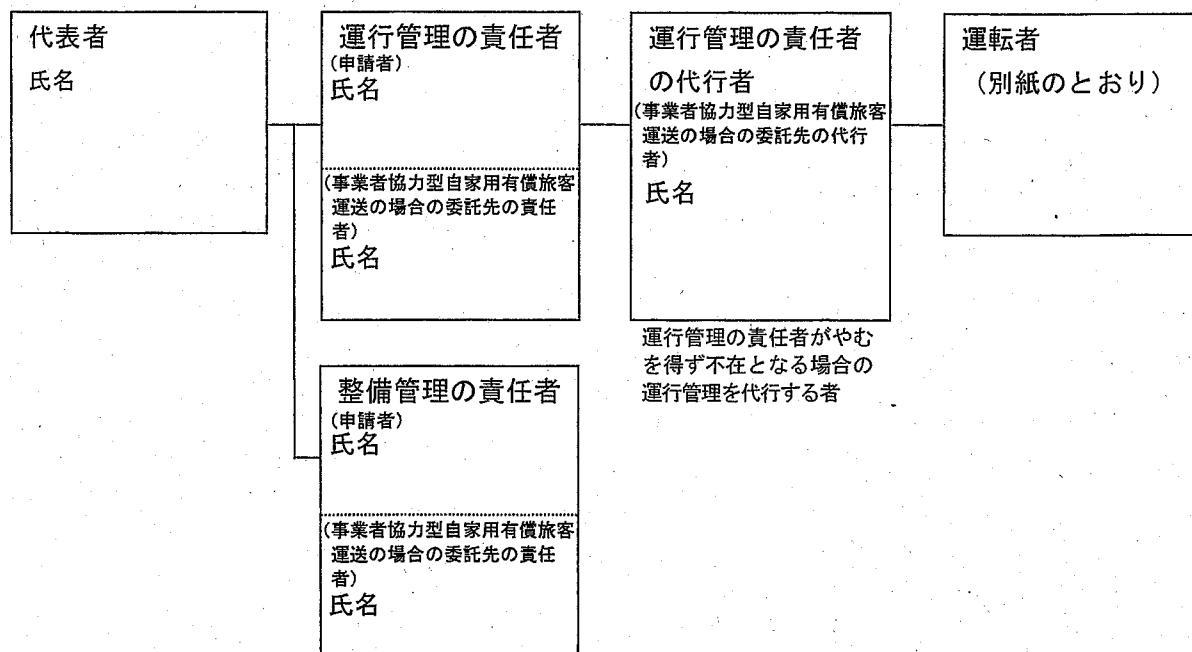 代表者
氏名
運行管理の責任者
(申請者)
氏名
(事業者協力型自家用有償旅客
運送の場合の委託先の責任
者)
氏名
運行管理の責任者
の代行者
(事業者協力型自家用有償旅客
運送の場合の委託先の代行
者)
氏名
運行管理の責任者がやむ
を得ず不在となる場合の
運行管理を代行する者
運転者
(別紙のとおり)
整備管理の責任者
(申請者)
氏名
(事業者協力型自家用有償旅客
運送の場合の委託先の責任
者)
氏名